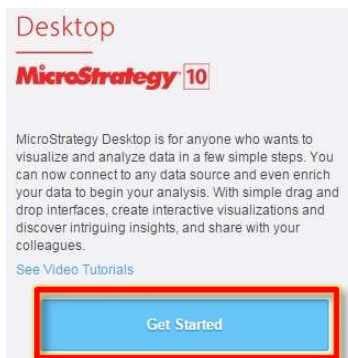 Desktop
MicroStrategy 10
MicroStrategy Desktop is for anyone who wants to
visualize and analyze data in a few simple steps. You
can now connect to any data source and even enrich
your data to begin your analysis. With simple drag and
drop interfaces, create interactive visualizations and
discover intriguing insights, and share with your
colleagues.
See Video Tutorials
Get Started